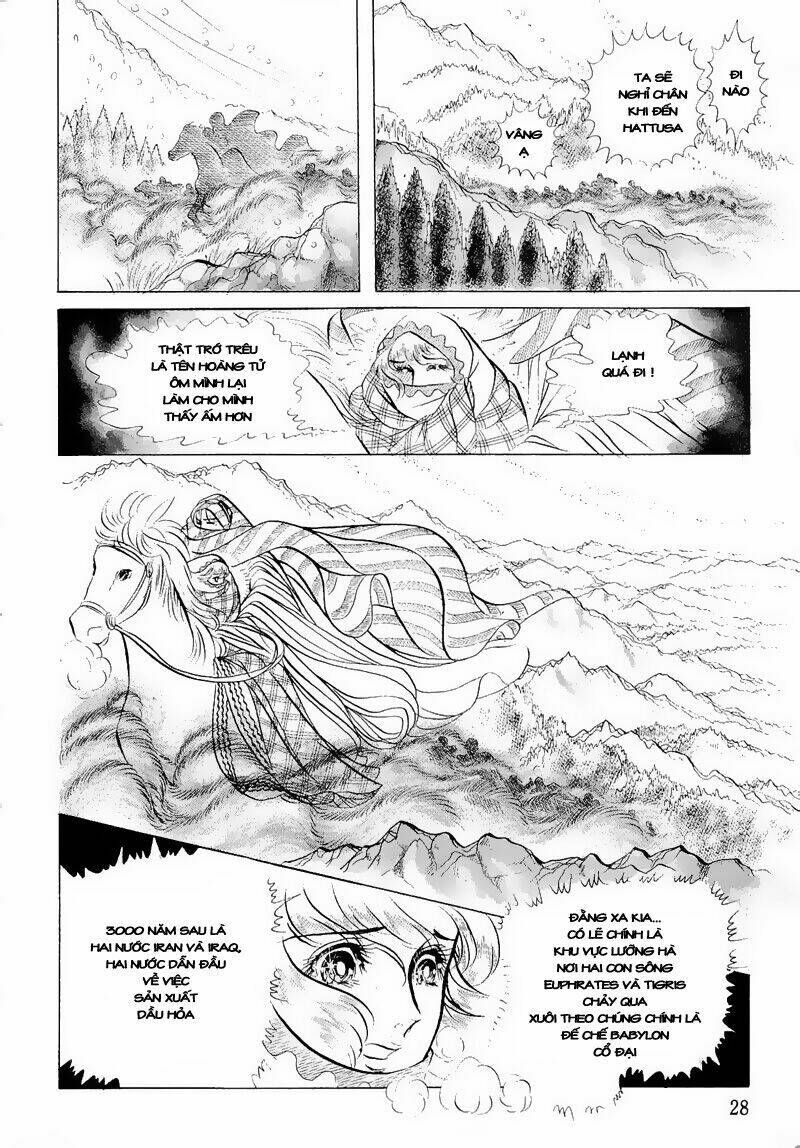 ĐI
NÀO
TA SẼ
NGHỈ CHÂN
KHI ĐẾN
HATTUSA
VÂNG
Ạ
LẠNH
QUÁ ĐI !
THẬT TRỚ TRÊU
LÀ TÊN HOÀNG TỬ
ÔM MÌNH LẠI
LÀM CHO MÌNH
THẤY ẤM HƠN
ĐẰNG XA KIA...
CÓ LẼ CHÍNH LÀ
KHU VỰC LƯỠNG HÀ
NƠI HAI CON SÔNG
EUPHRATES VÀ TIGRIS
CHẢY QUA
XUÔI THEO CHÚNG CHÍNH LÀ
ĐẾ CHẾ BABYLON
CỔ ĐẠI
3000 NĂM SAU LÀ
HAI NƯỚC IRAN VÀ IRAQ,
HAI NƯỚC DẪN ĐẦU
VỀ VIỆC
SẢN XUẤT
DẦU HỎA
28